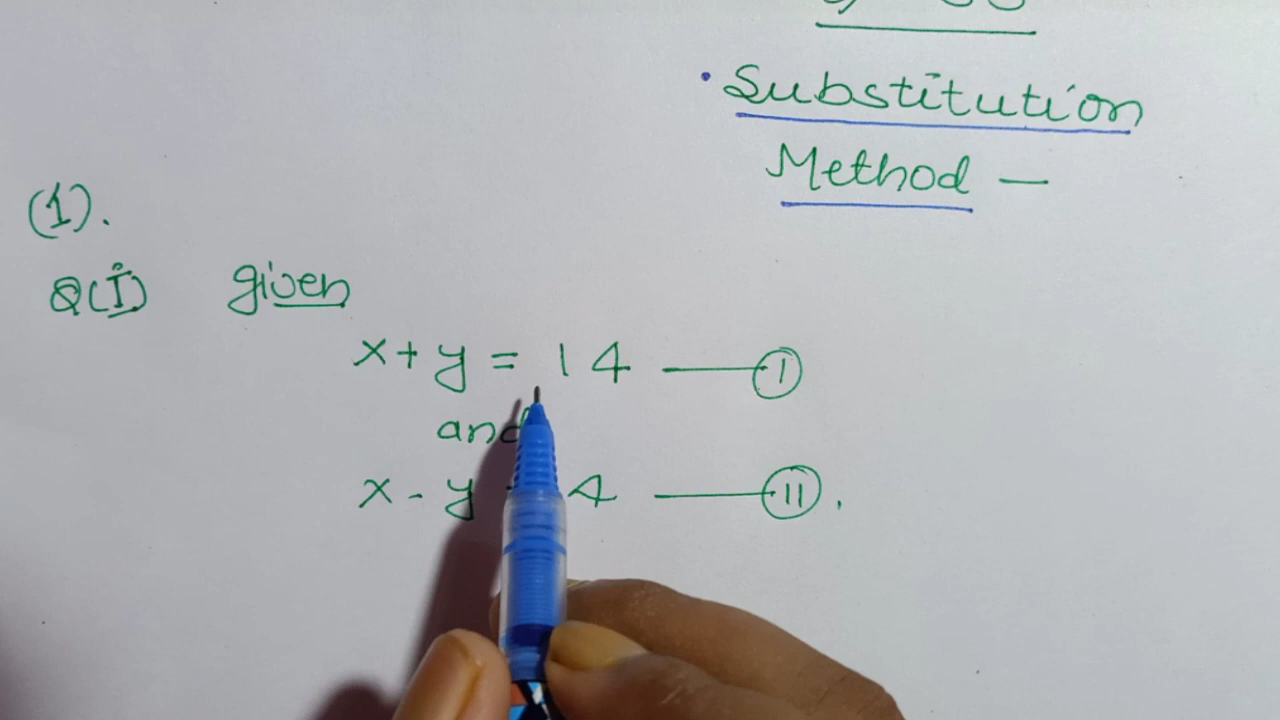 · Substitution
Method —
(1).
Q(i) given
x + y = 14 — (I)
and
x - y = 4 — (II).